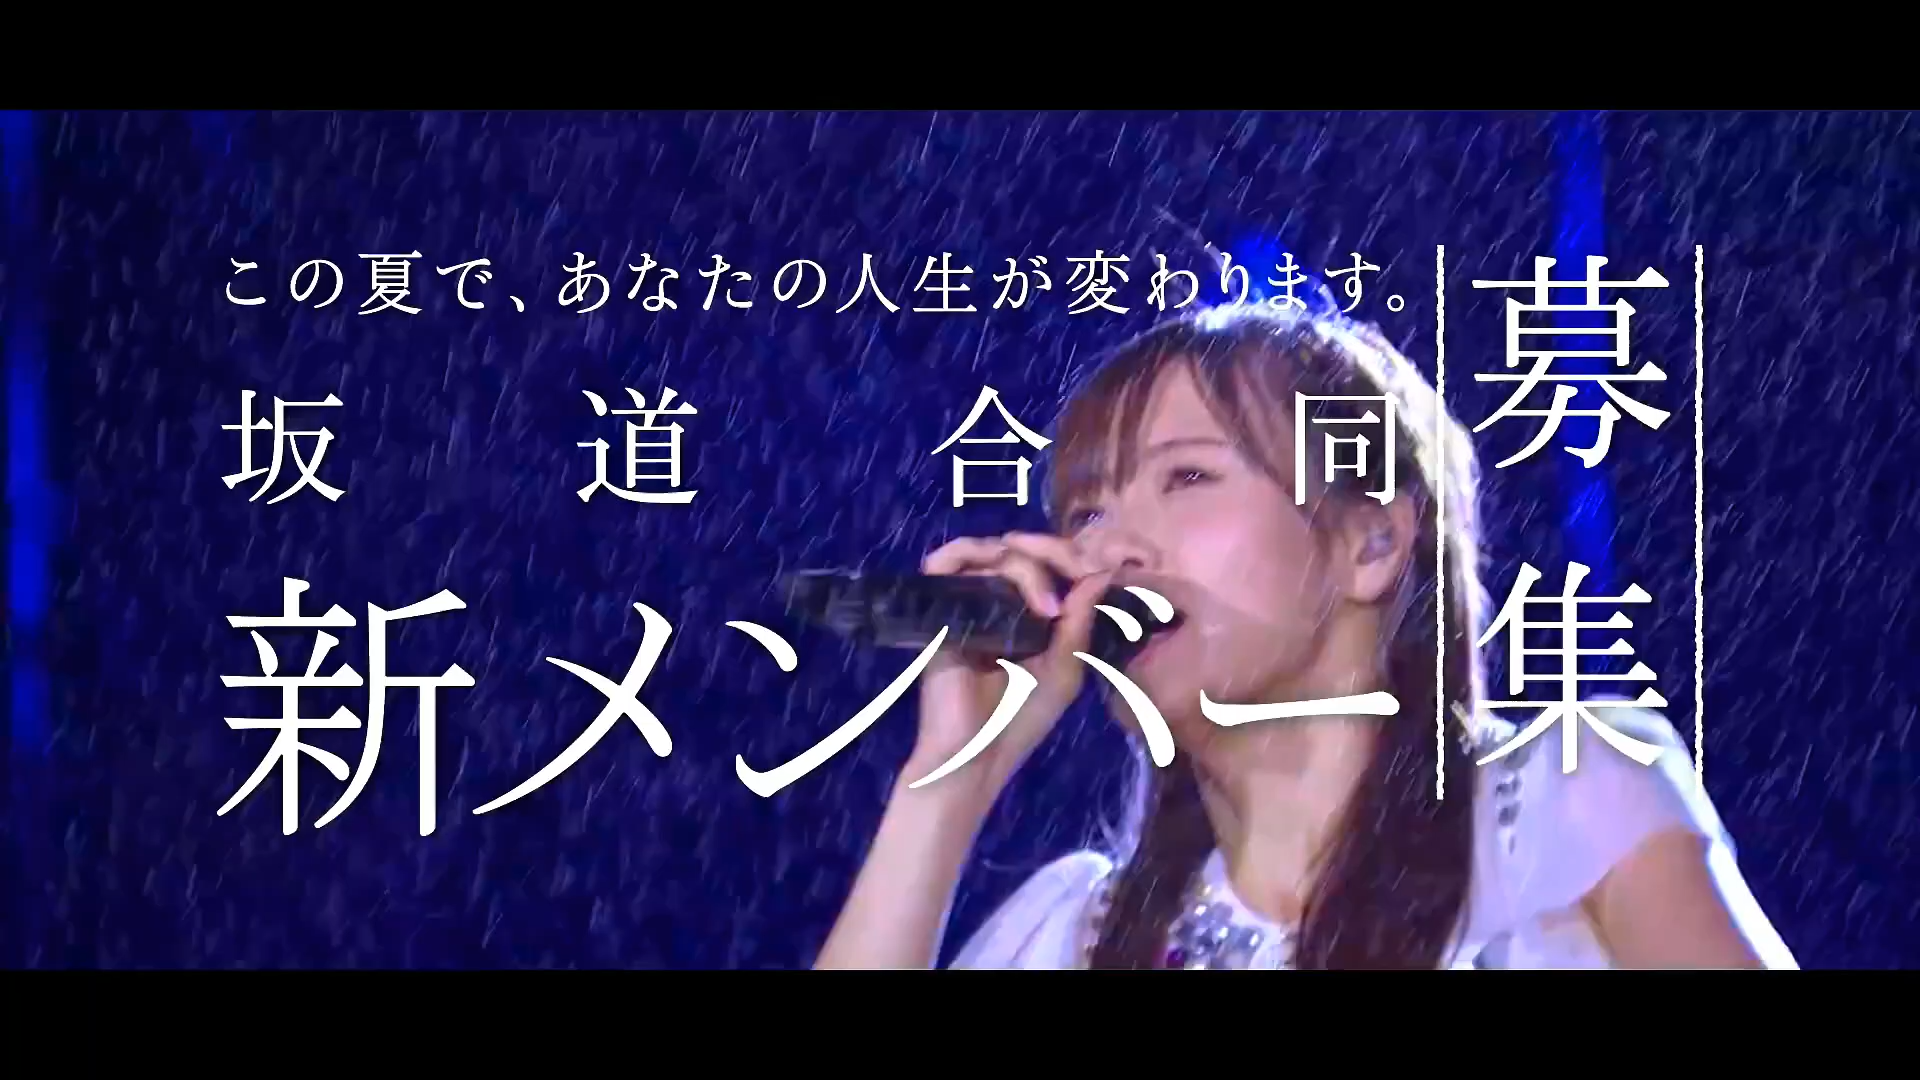 この夏で、あなたの人生が変わります。
坂道合同
新メンバー
募集